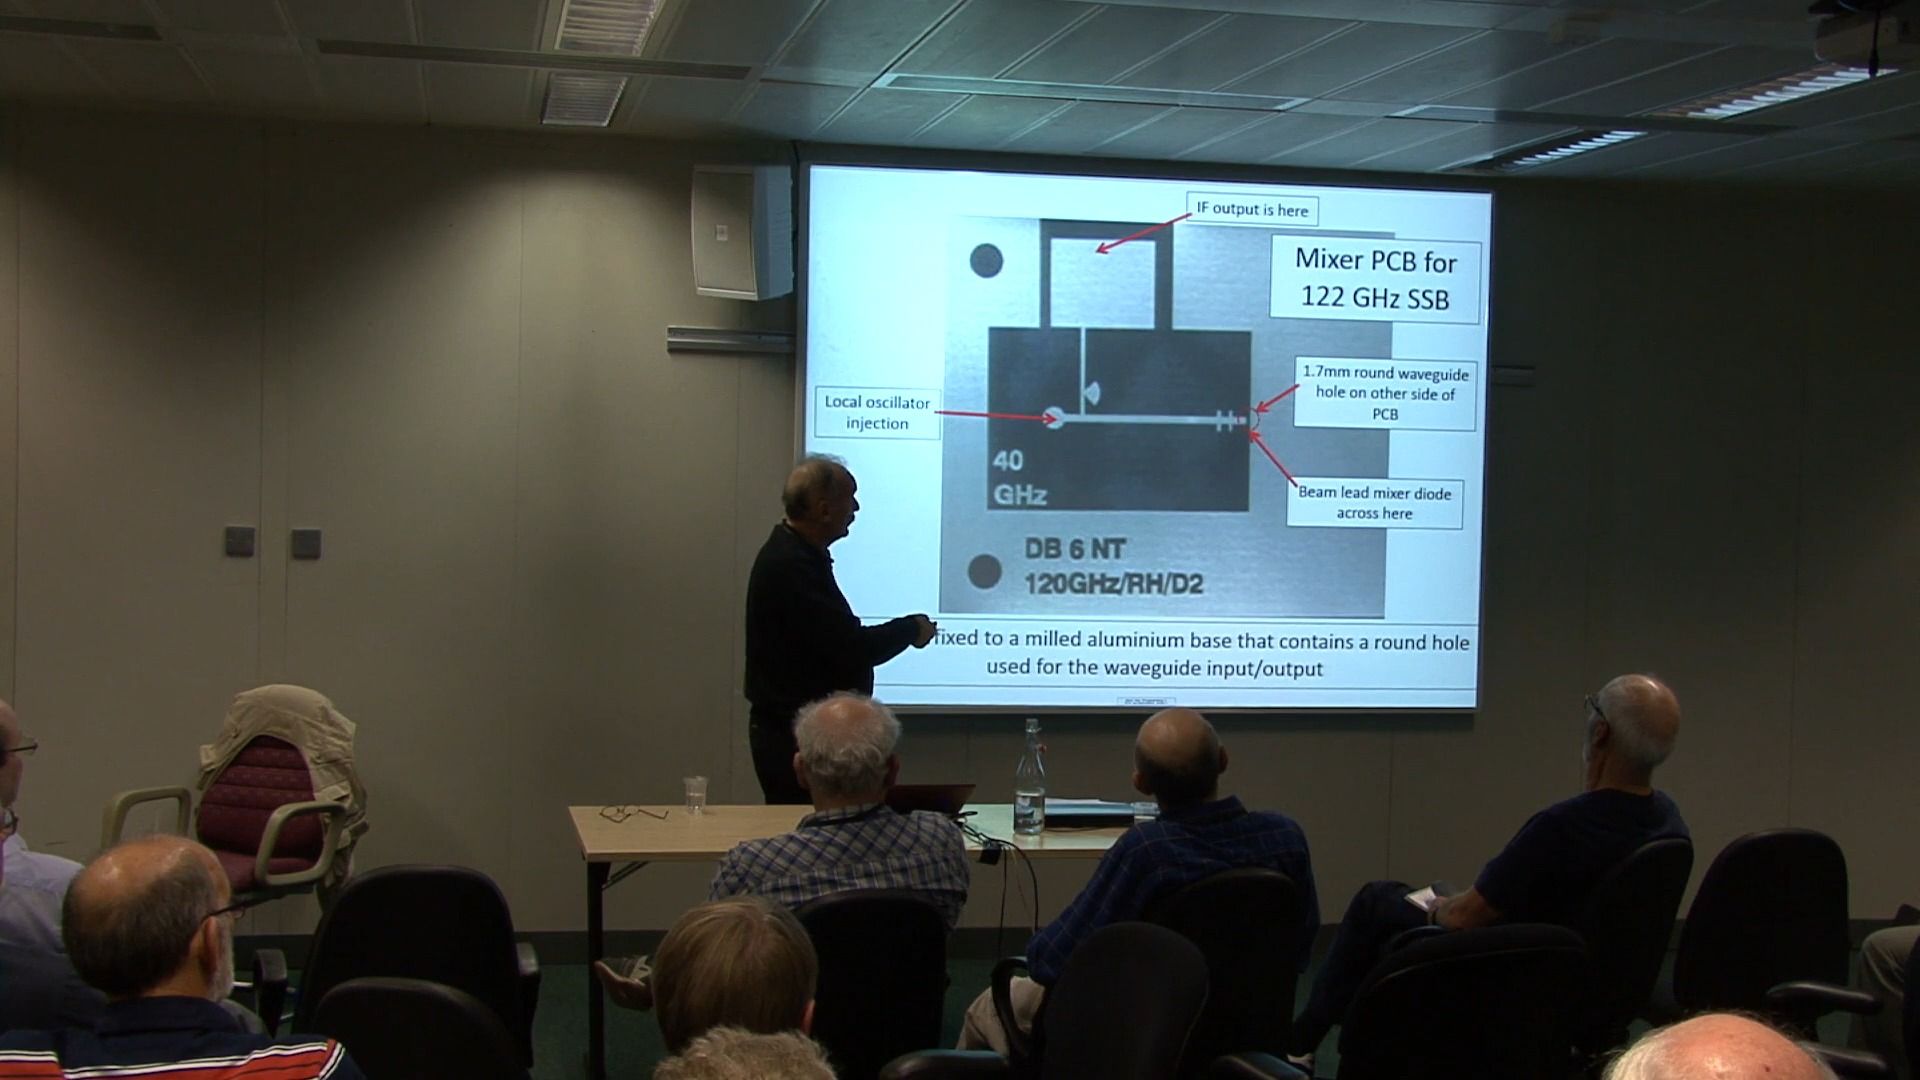 IF output is here
Mixer PCB for
122 GHz SSB
1.7mm round waveguide
hole on other side of
PCB
Local oscillator
injection
40
GHz
Beam lead mixer diode
across here
DB 6 NT
120GHz/RH/D2
fixed to a milled aluminium base that contains a round hole
used for the waveguide input/output